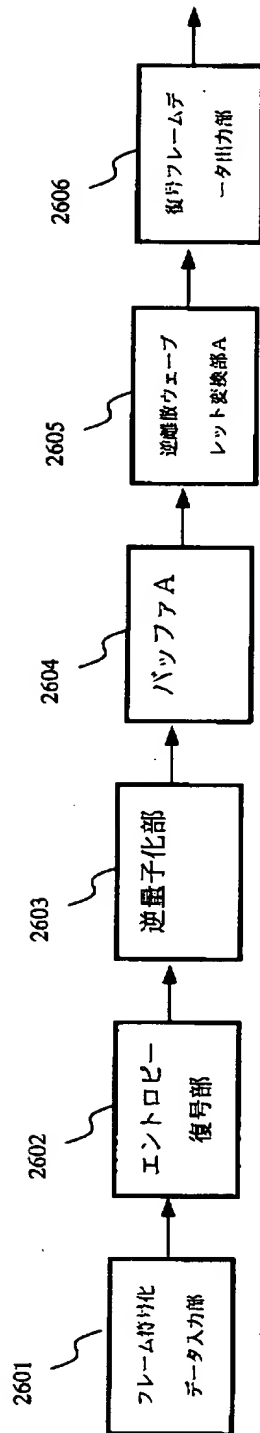 2601
フレーム符号化
データ入力部
2602
エントロピー
復号部
2603
逆量子化部
2604
バッファA
2605
逆離散ウェーブ
レット変換部A
2606
復号フレームデ
ータ出力部